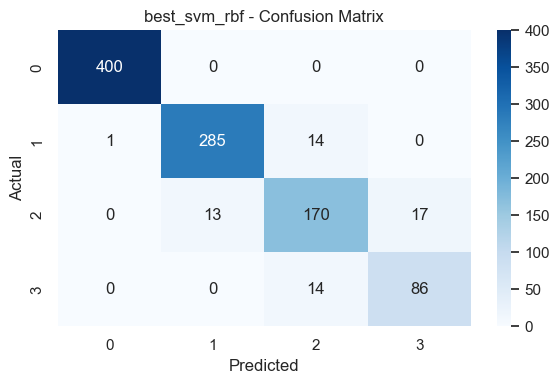 best_svm_rbf - Confusion Matrix
400
0 400 0 0 0
350
300
1 1 285 14 0
250
Actual
200
2 0 13 170 17
150
100
3 0 0 14 86
50
0
0 1 2 3
Predicted